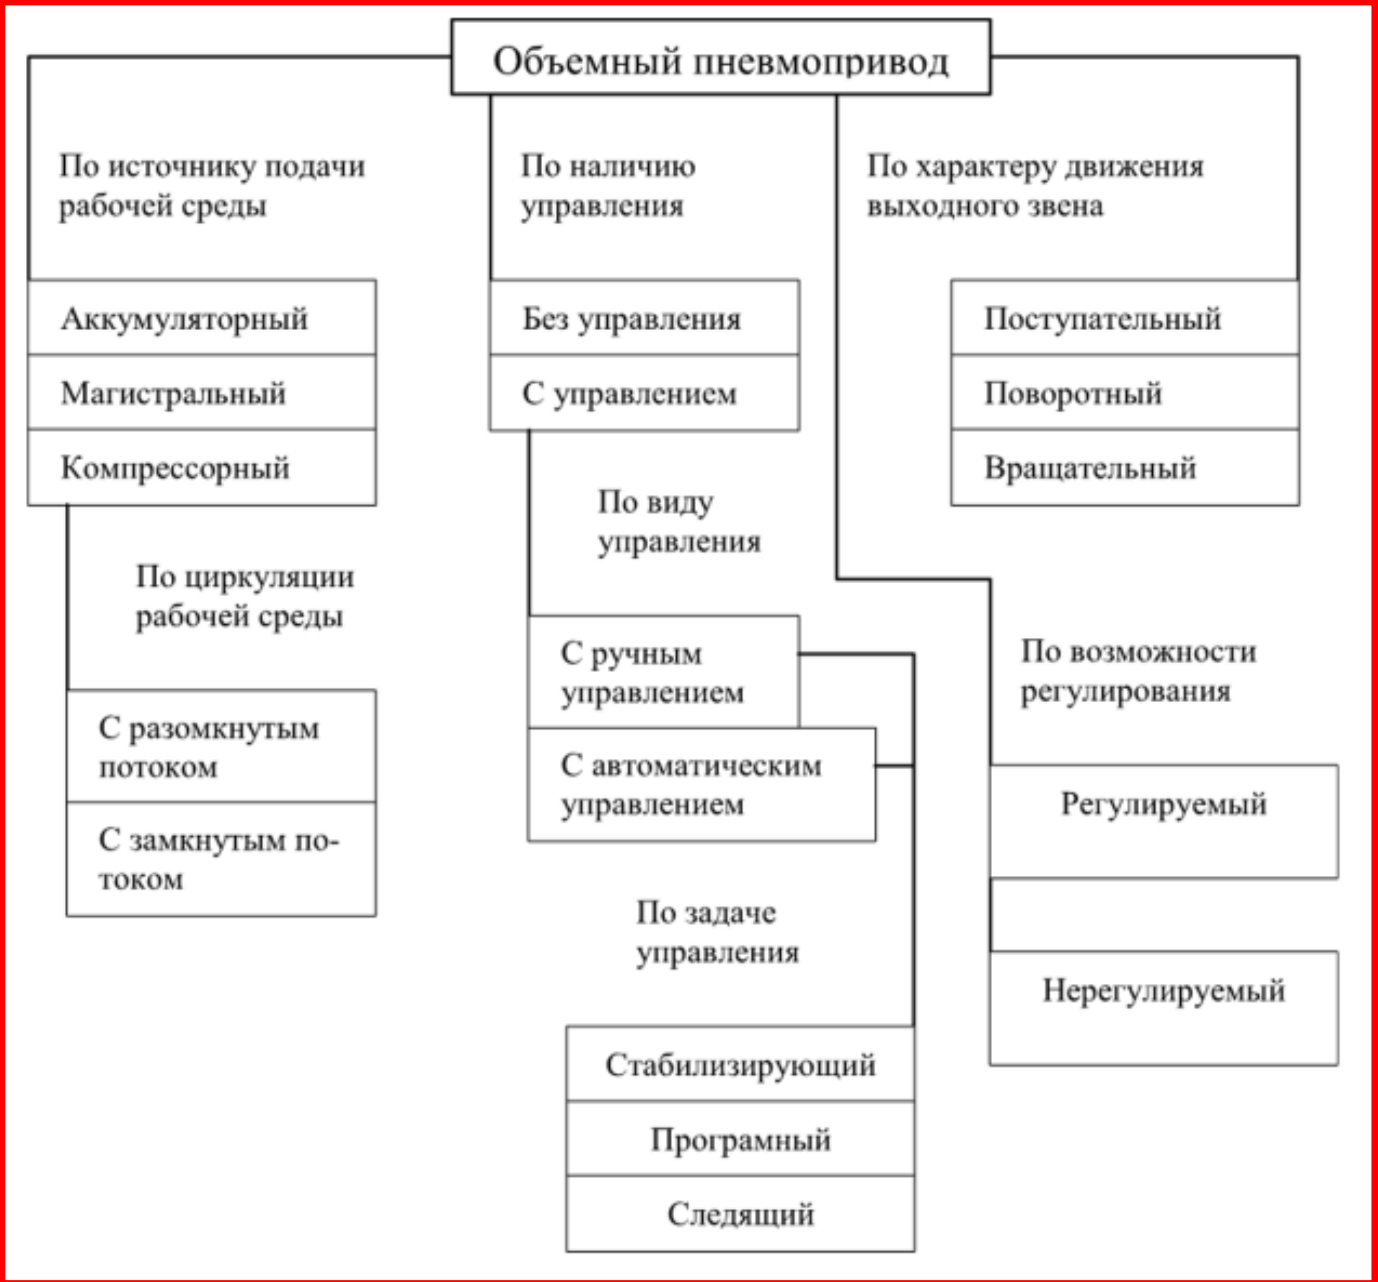 Объемный пневмопривод
По источнику подачи
рабочей среды
По наличию
управления
По характеру движения
выходного звена
Аккумуляторный
Магистральный
Компрессорный
Без управления
С управлением
Поступательный
Поворотный
Вращательный
По циркуляции
рабочей среды
С разомкнутым
потоком
С замкнутым по-
током
По виду
управления
С ручным
управлением
С автоматическим
управлением
По задаче
управления
Стабилизирующий
Програмный
Следящий
По возможности
регулирования
Регулируемый
Нерегулируемый